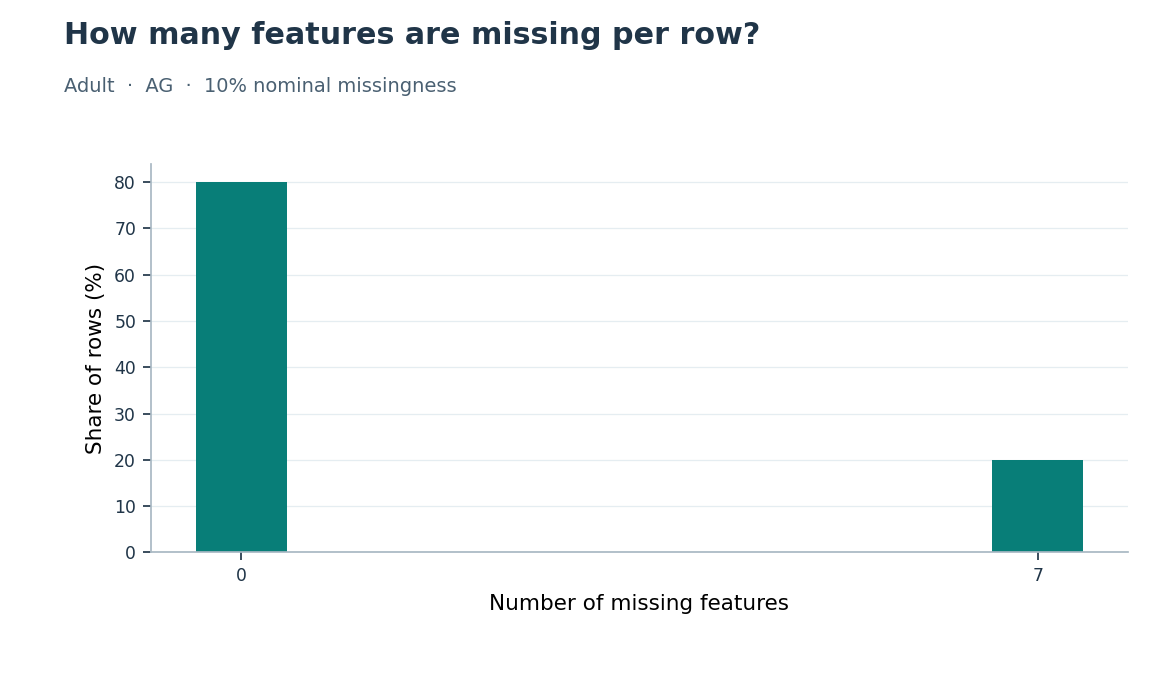 How many features are missing per row?
Adult · AG · 10% nominal missingness
80
70
60
50
40
30
20
10
0
Share of rows (%)
0 7
Number of missing features